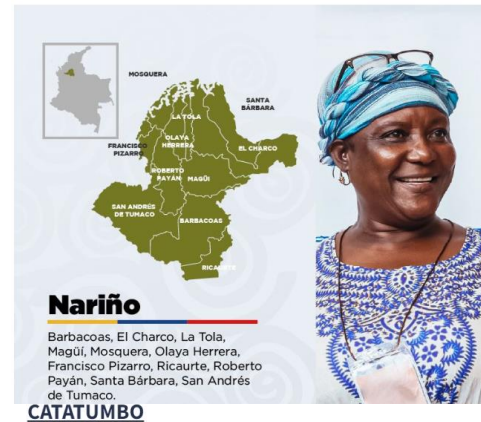 MOSQUERA
SANTA
BÁRBARA
LA TOLA
OLAYA
HERRERA
FRANCISCO
PIZARRO
EL CHARCO
ROBERTO
PAYÁN
MAGÜI
SAN ANDRÉS
DE TUMACO
BARBACOAS
RICAURTE
Nariño
Barbacoas, El Charco, La Tola,
Magüí, Mosquera, Olaya Herrera,
Francisco Pizarro, Ricaurte, Roberto
Payán, Santa Bárbara, San Andrés
de Tumaco.
CATATUMBO